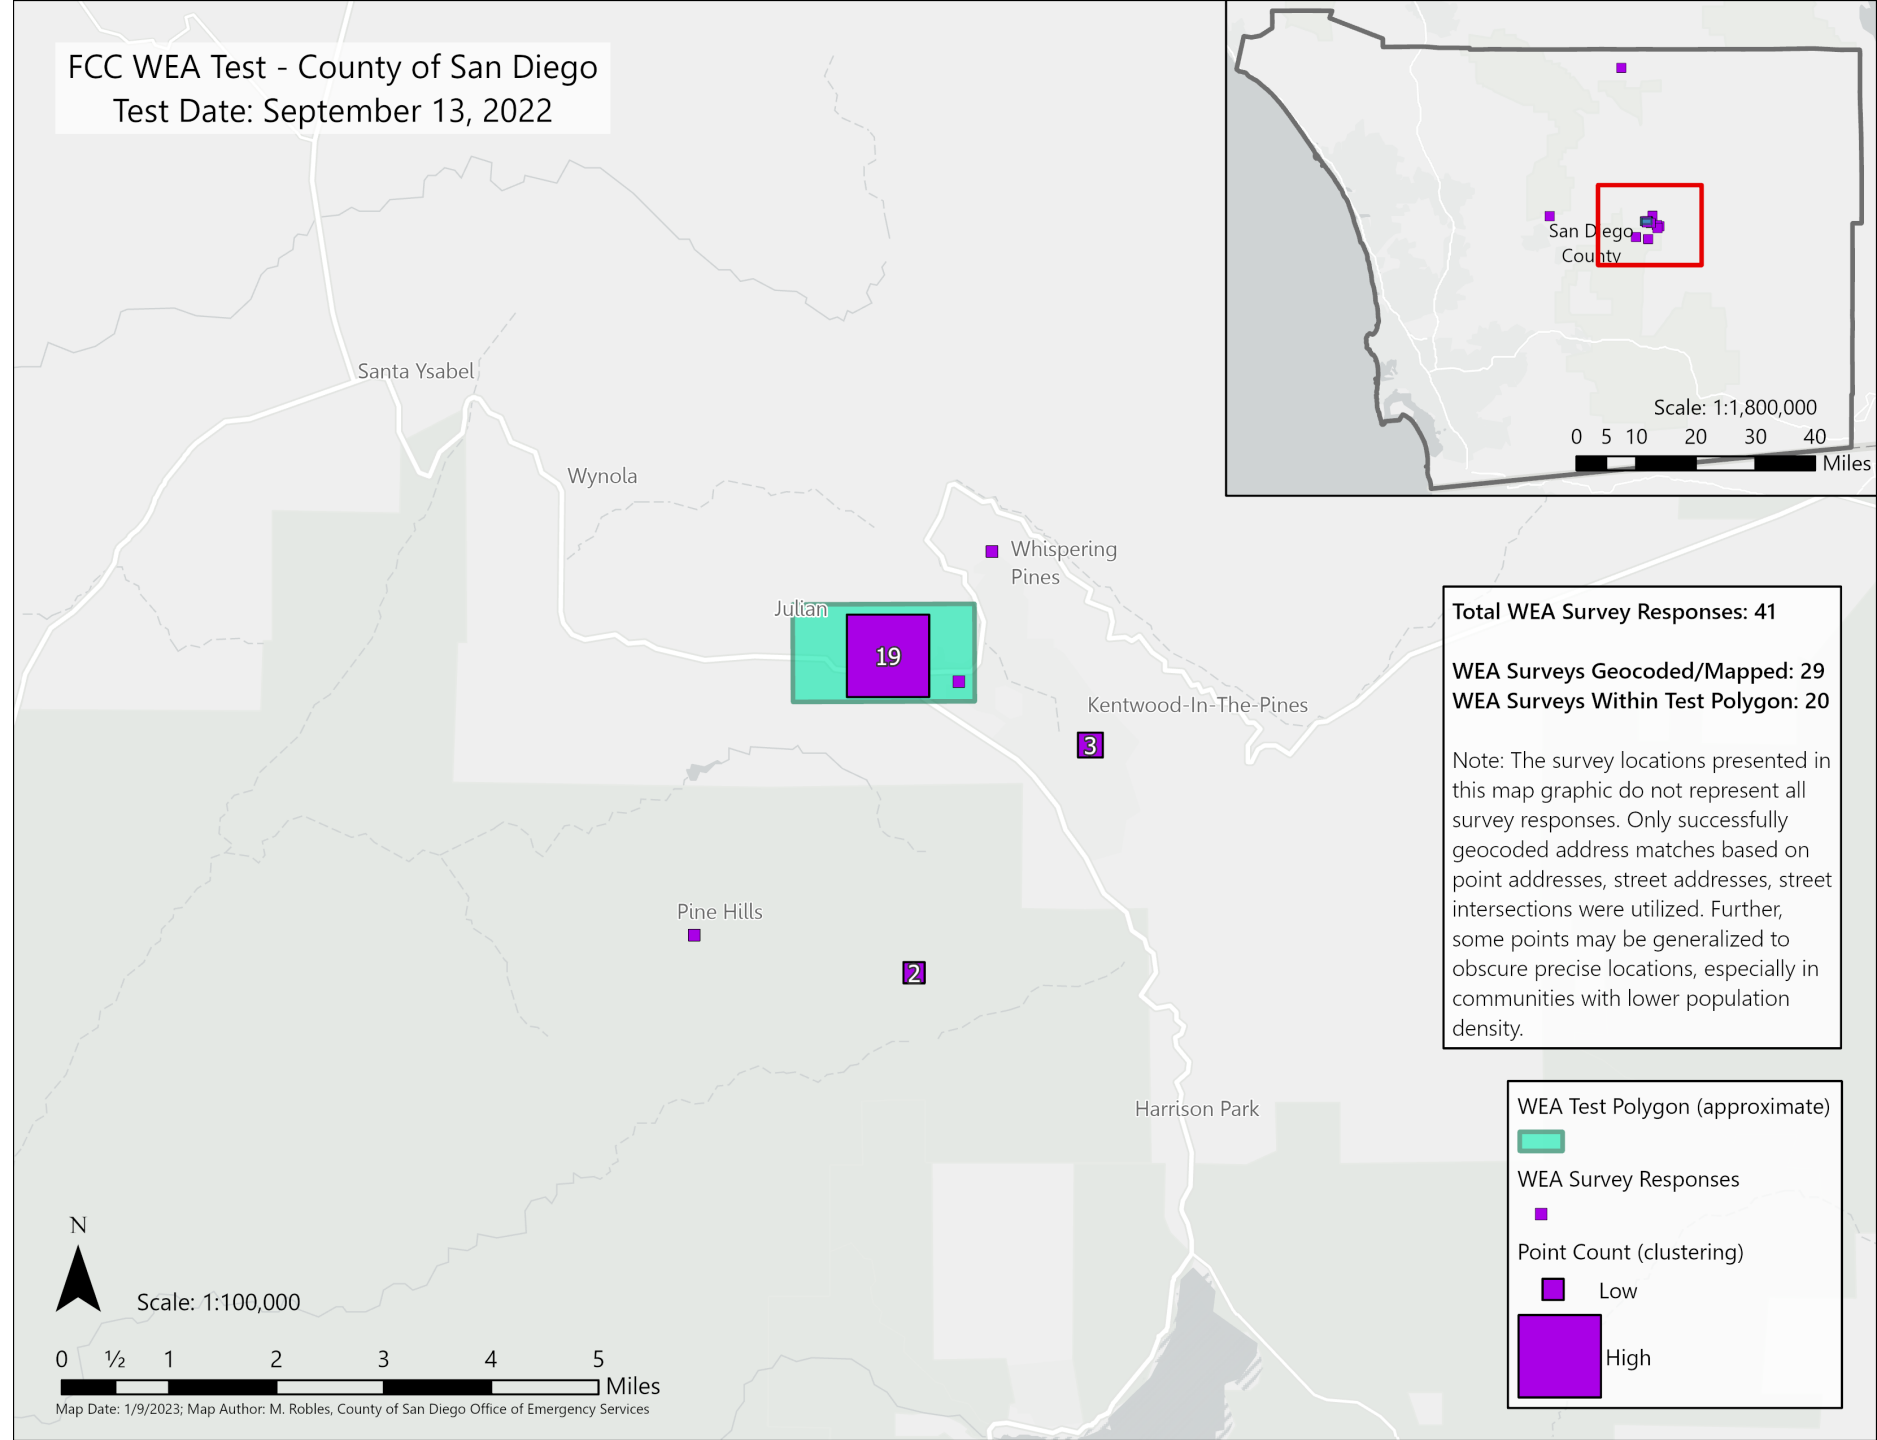 FCC WEA Test - County of San Diego
Test Date: September 13, 2022
San Diego
County
Scale: 1:1,800,000
0 5 10 20 30 40
Miles
Santa Ysabel
Wynola
Whispering
Pines
Julian
19
Kentwood-In-The-Pines
3
Pine Hills
2
Harrison Park
Total WEA Survey Responses: 41
WEA Surveys Geocoded/Mapped: 29
WEA Surveys Within Test Polygon: 20
Note: The survey locations presented in
this map graphic do not represent all
survey responses. Only successfully
geocoded address matches based on
point addresses, street addresses, street
intersections were utilized. Further,
some points may be generalized to
obscure precise locations, especially in
communities with lower population
density.
WEA Test Polygon (approximate)
WEA Survey Responses
Point Count (clustering)
Low
High
N
Scale: 1:100,000
0 ½ 1 2 3 4 5
Miles
Map Date: 1/9/2023; Map Author: M. Robles, County of San Diego Office of Emergency Services